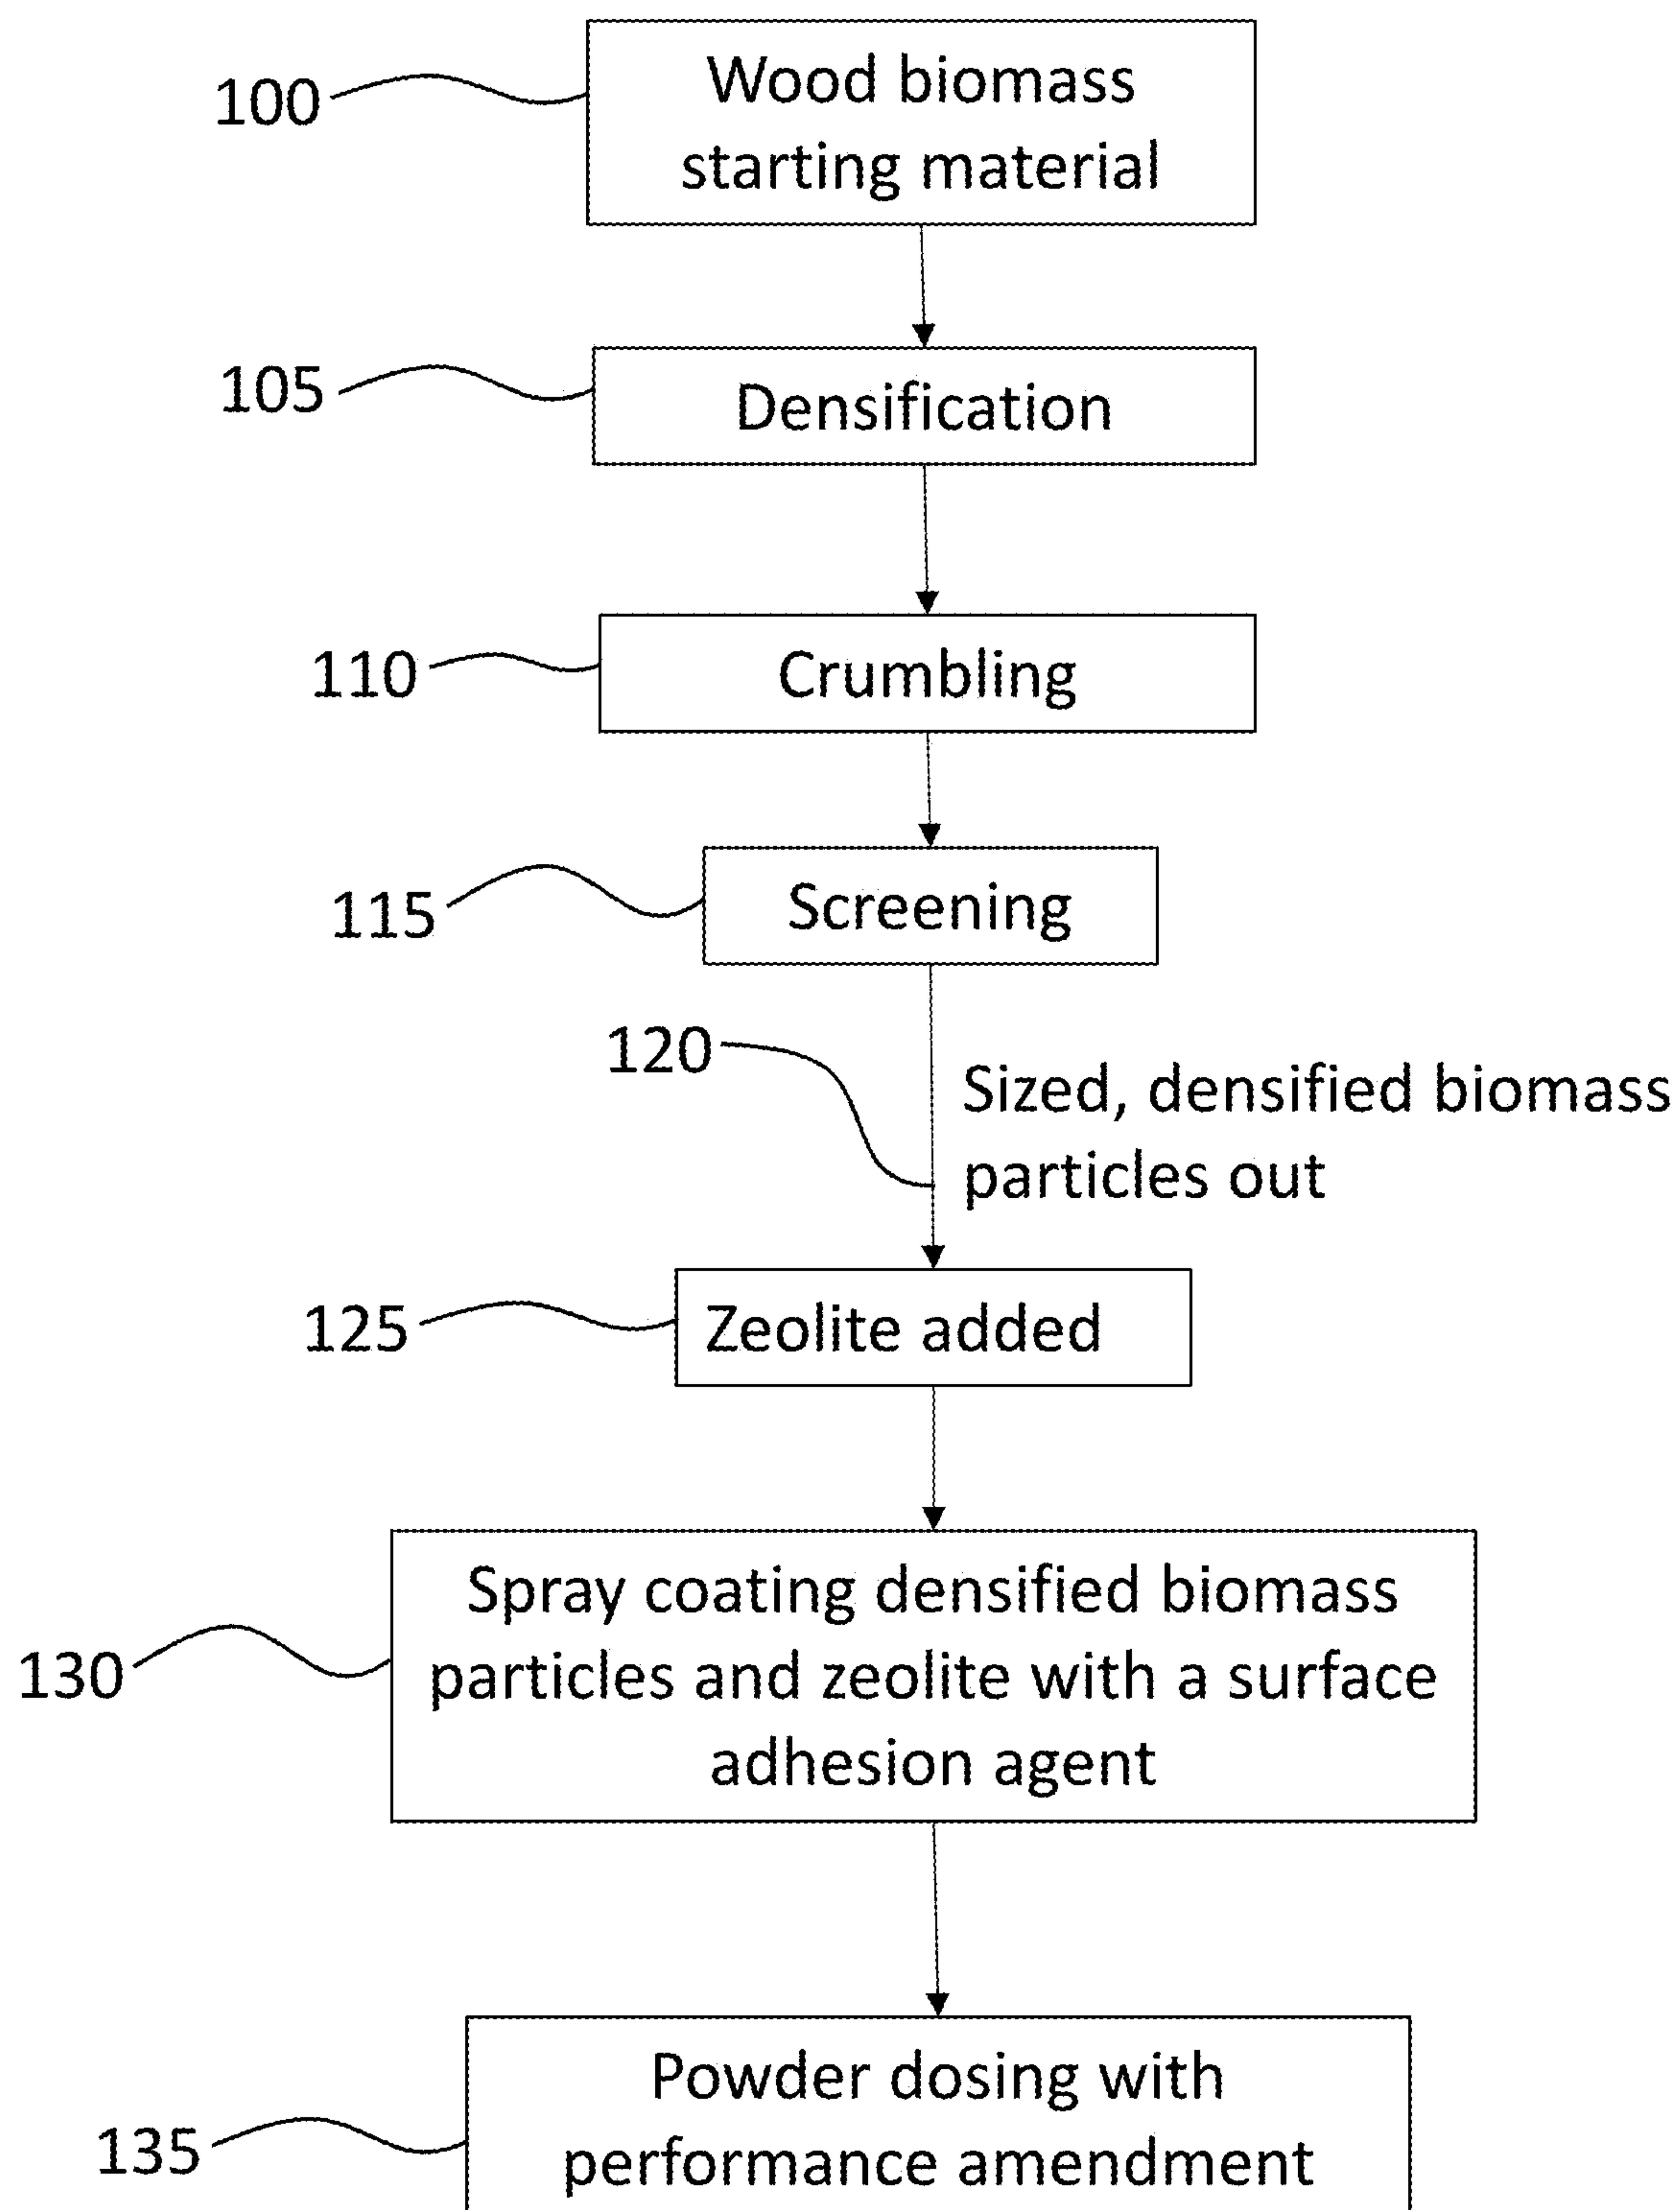 100
Wood biomass
starting material
105
Densification
110
Crumbling
115
Screening
120
Sized, densified biomass
particles out
125
Zeolite added
130
Spray coating densified biomass
particles and zeolite with a surface
adhesion agent
135
Powder dosing with
performance amendment